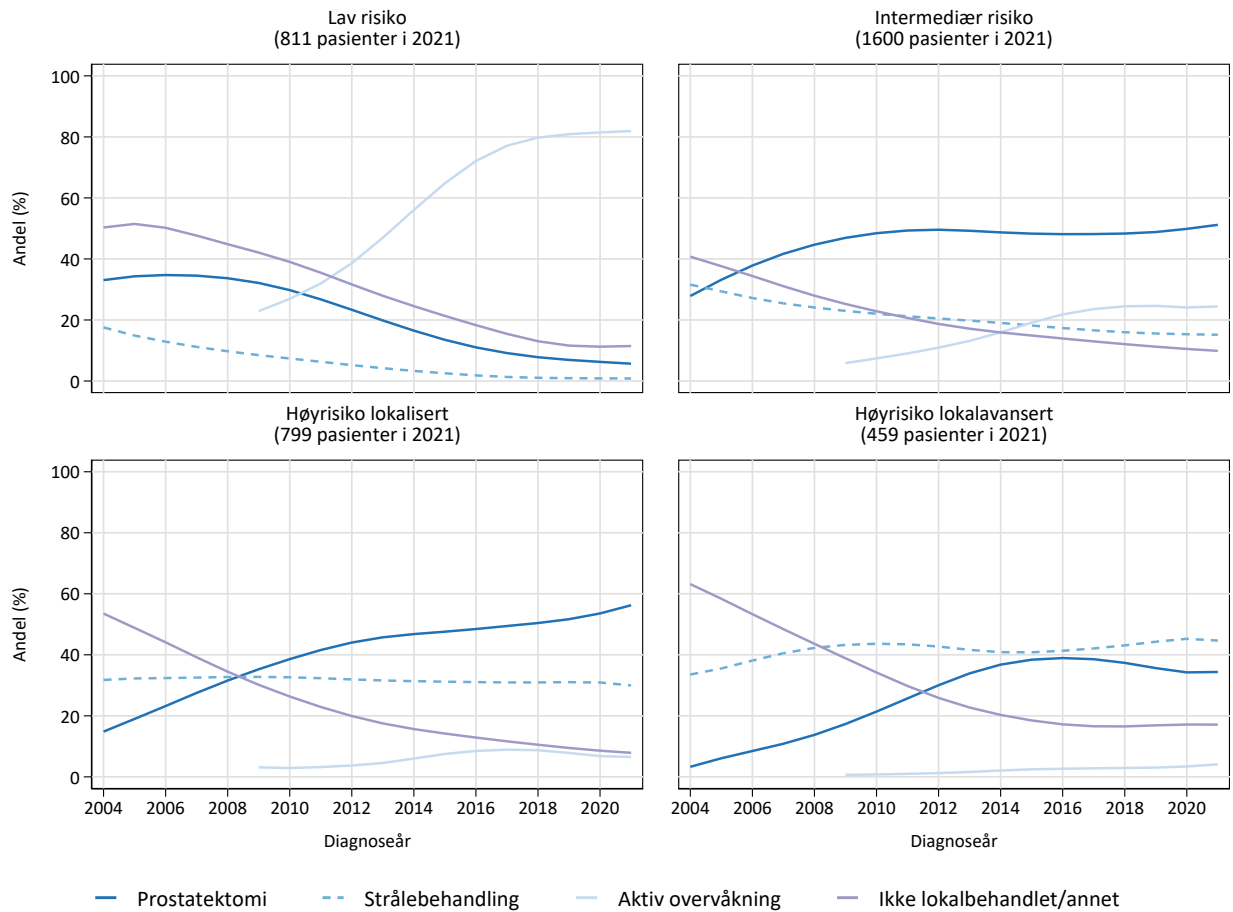 Lav risiko
(811 pasienter i 2021)
Intermediær risiko
(1600 pasienter i 2021)
100
80
60
40
20
0
Andel (%)
Høyrisiko lokalisert
(799 pasienter i 2021)
Høyrisiko lokalavansert
(459 pasienter i 2021)
100
80
60
40
20
0
Andel (%)
2004 2006 2008 2010 2012 2014 2016 2018 2020
2004 2006 2008 2010 2012 2014 2016 2018 2020
Diagnoseår
Diagnoseår
Prostatektomi Strålebehandling Aktiv overvåkning Ikke lokalbehandlet/annet